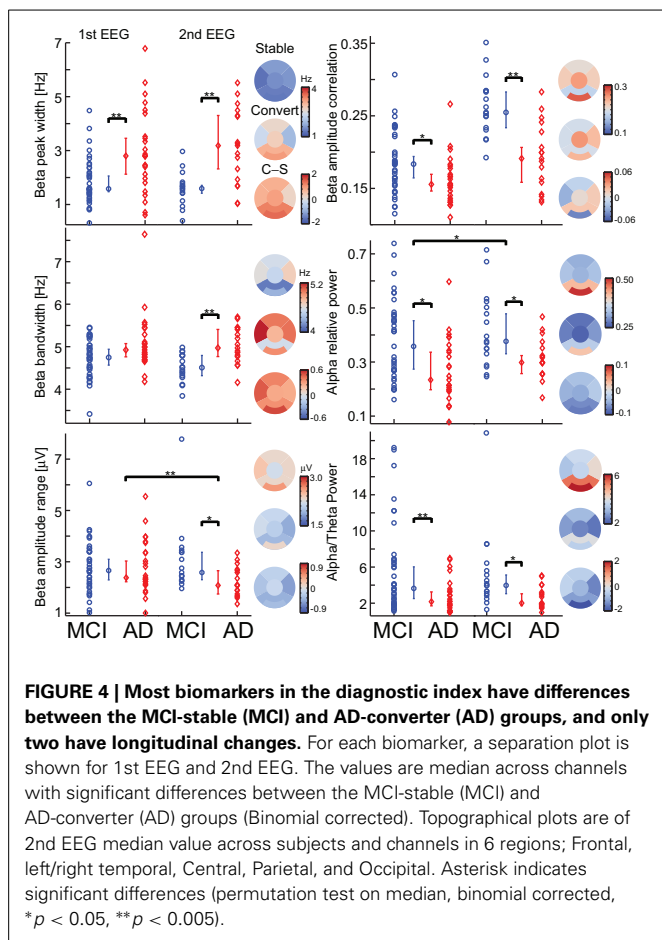 1st EEG 2nd EEG
Stable
Hz
4
1
Convert
C–S
2
-2
Beta peak width [Hz]
7
5
3
1
**
**
Beta amplitude correlation
0.35
0.25
0.15
*
**
0.3
0.1
0.06
-0.06
Beta bandwidth [Hz]
7
6
5
4
**
Hz
5.2
4
0.6
-0.6
Alpha relative power
0.7
0.5
0.3
0.1
*
*
*
0.50
0.25
0.1
-0.1
Beta amplitude range [µV]
7
5
3
1
**
*
µV
3.0
1.5
0.9
-0.9
Alpha/Theta Power
18
14
10
6
2
**
*
6
2
2
-2
MCI AD MCI AD
MCI AD MCI AD
FIGURE 4 | Most biomarkers in the diagnostic index have differences
between the MCI-stable (MCI) and AD-converter (AD) groups, and only
two have longitudinal changes. For each biomarker, a separation plot is
shown for 1st EEG and 2nd EEG. The values are median across channels
with significant differences between the MCI-stable (MCI) and
AD-converter (AD) groups (Binomial corrected). Topographical plots are of
2nd EEG median value across subjects and channels in 6 regions; Frontal,
left/right temporal, Central, Parietal, and Occipital. Asterisk indicates
significant differences (permutation test on median, binomial corrected,
*p < 0.05, **p < 0.005).